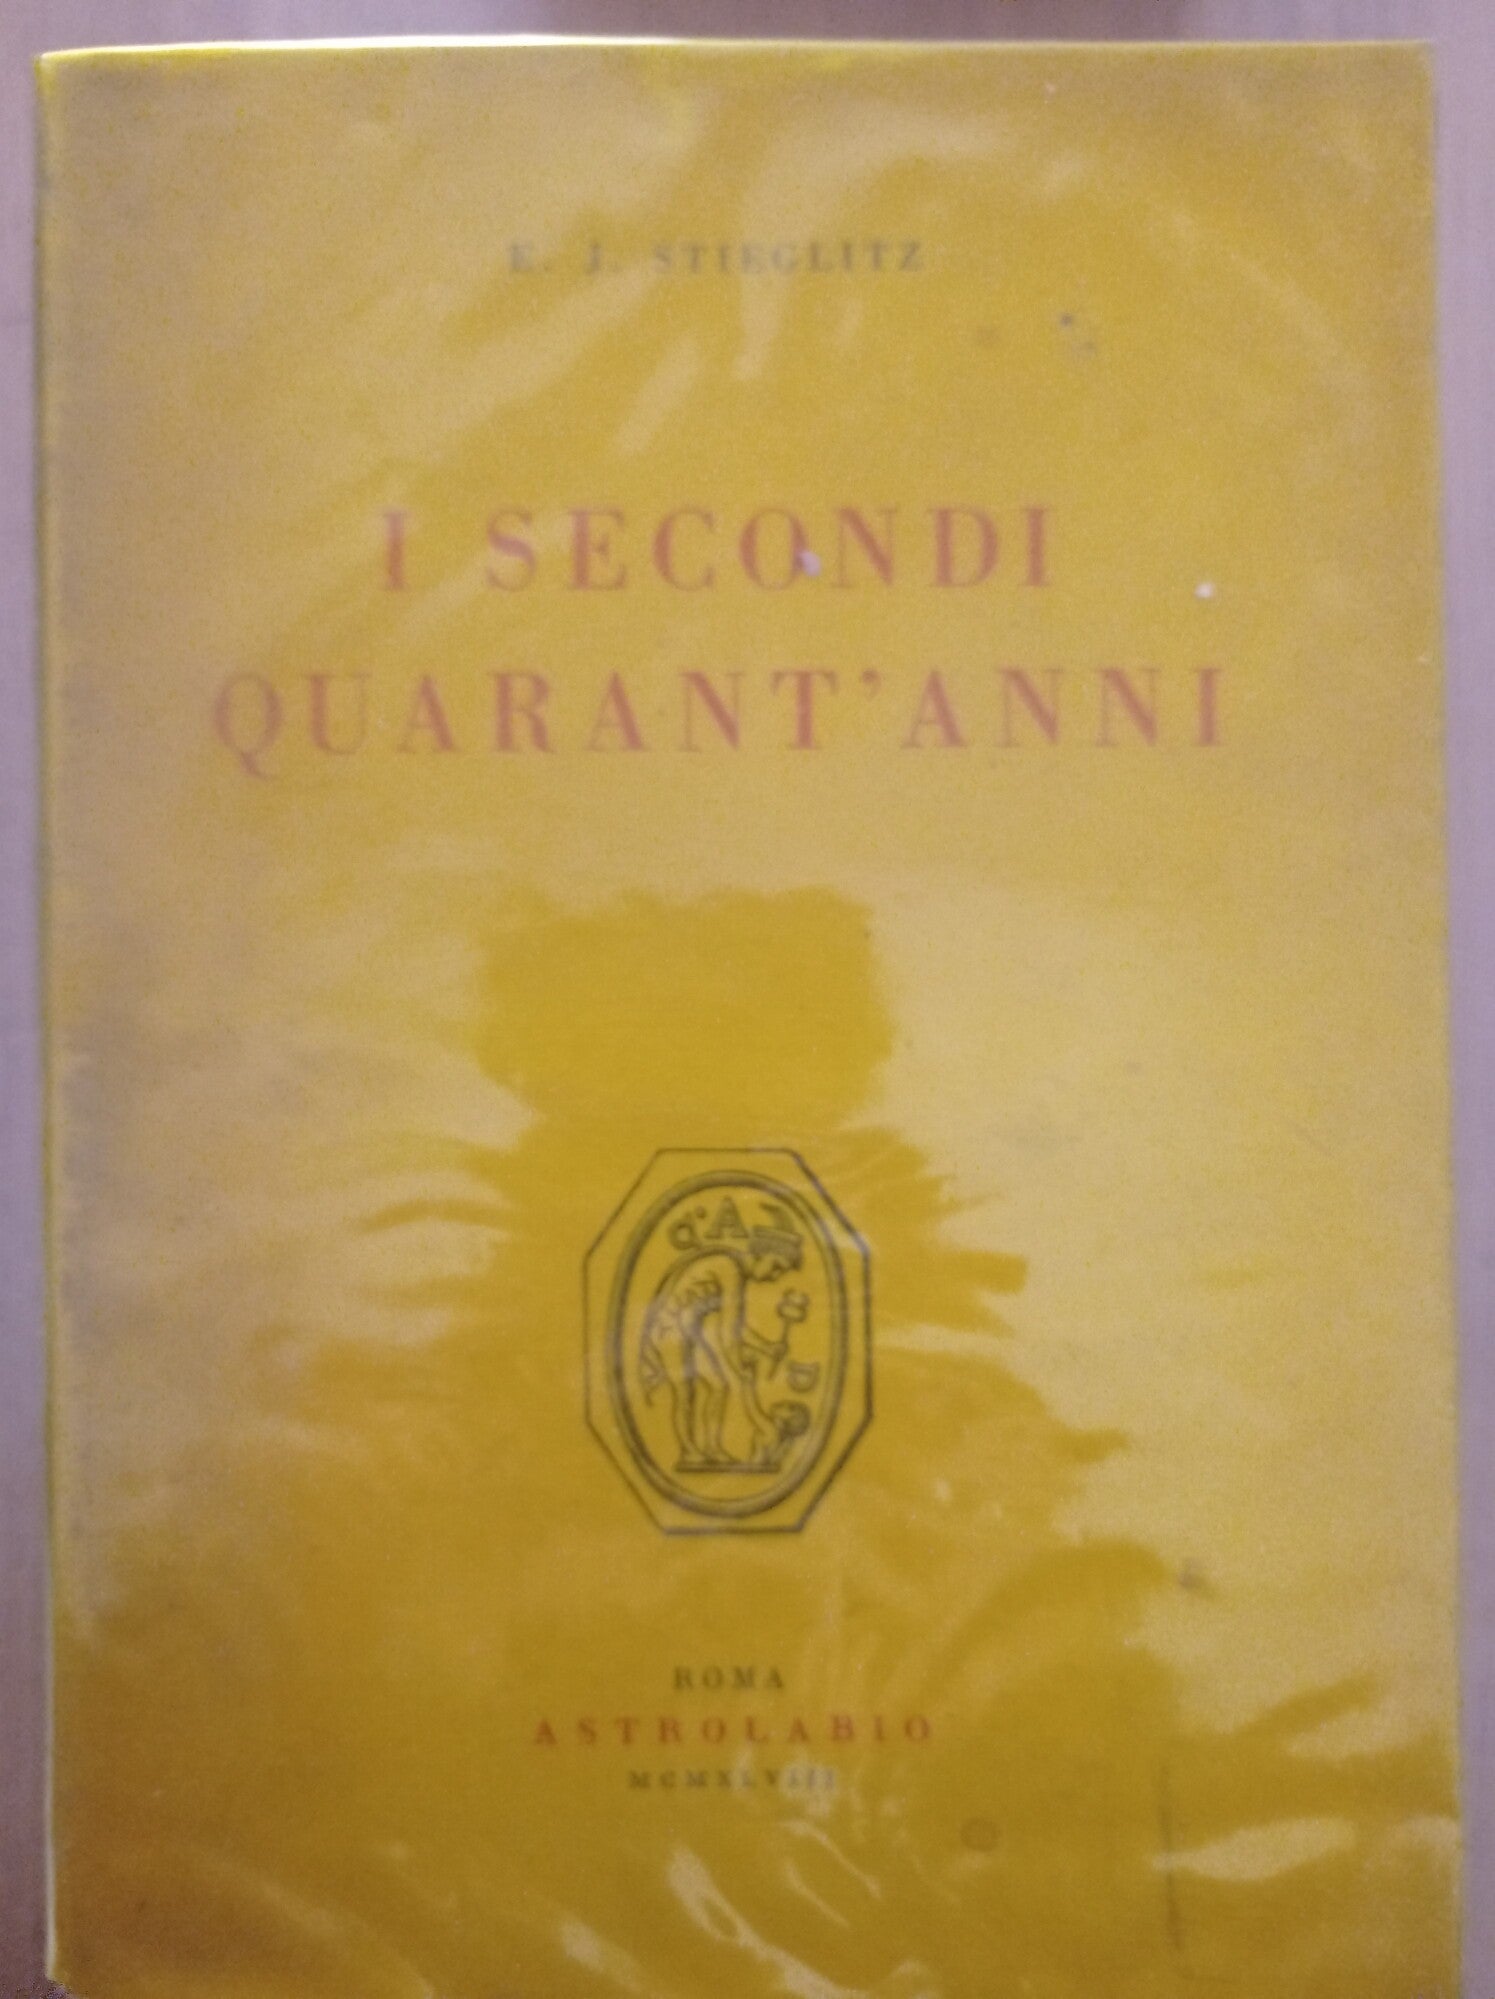 E. J. STIEGLITZ
I SECONDI
QUARANT'ANNI
ROMA
ASTROLABIO
MCMXLVIII